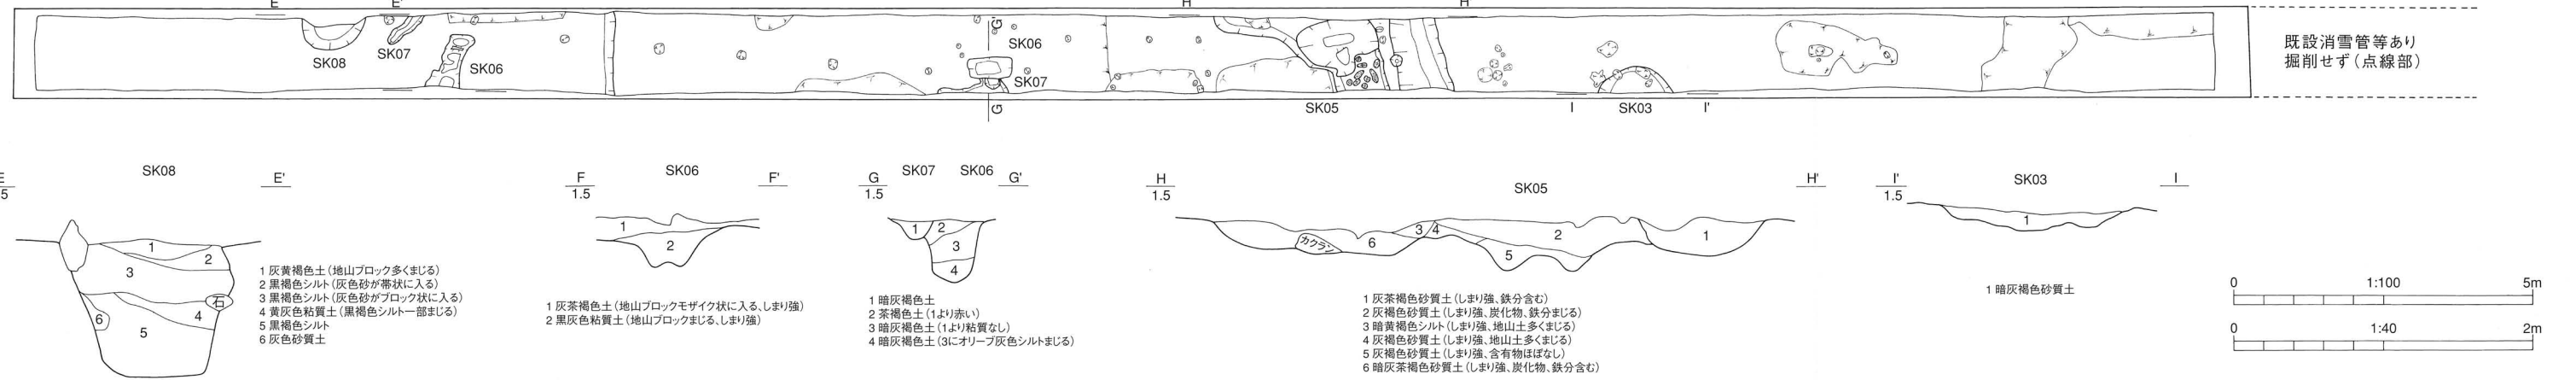 E E' H H'
SK08
SK07
SK06
G'
SK06
SK07
G
SK05
I SK03 I'
既設消雪管等あり
掘削せず（点線部）
E SK08 E'
5
1 灰黄褐色土（地山ブロック多くまじる）
2 黒褐色シルト（灰色砂が帯状に入る）
3 黒褐色シルト（灰色砂がブロック状に入る）
4 黄灰色粘質土（黒褐色シルト一部まじる）
5 黒褐色シルト
6 灰色砂質土
1
2
3
石
4
6
5
F SK06 F'
1.5
1
2
1 灰茶褐色土（地山ブロックモザイク状に入る、しまり強）
2 黒灰色粘質土（地山ブロックまじる、しまり強）
G SK07 SK06 G'
1.5
1 2
3
4
1 暗灰褐色土
2 茶褐色土（1より赤い）
3 暗灰褐色土（1より粘質なし）
4 暗灰褐色土（3にオリーブ灰色シルトまじる）
H SK05 H'
1.5
カクラン 6 3 4 2 1
5
1 灰茶褐色砂質土（しまり強、鉄分含む）
2 灰褐色砂質土（しまり強、炭化物、鉄分まじる）
3 暗黄褐色シルト（しまり強、地山土多くまじる）
4 灰褐色砂質土（しまり強、地山土多くまじる）
5 灰褐色砂質土（しまり強、含有物ほぼなし）
6 暗灰茶褐色砂質土（しまり強、炭化物、鉄分含む）
I' SK03 I
1.5
1
1 暗灰褐色砂質土
0 1:100 5m
0 1:40 2m